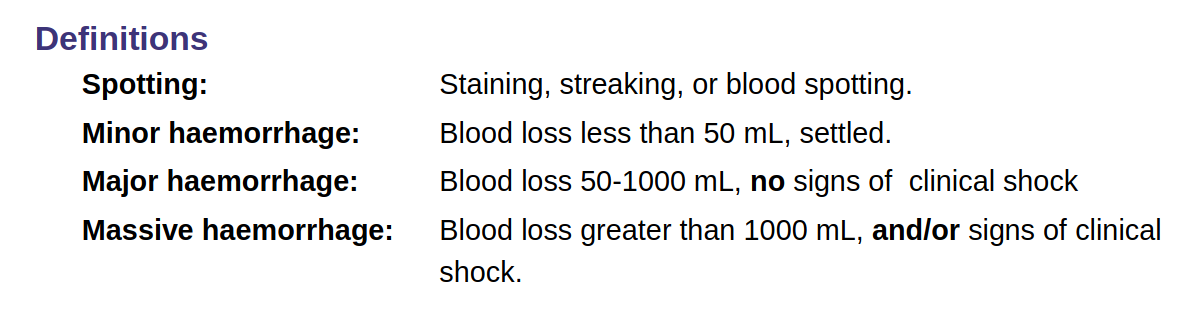 Definitions
Spotting: Staining, streaking, or blood spotting.
Minor haemorrhage: Blood loss less than 50 mL, settled.
Major haemorrhage: Blood loss 50-1000 mL, no signs of  clinical shock
Massive haemorrhage: Blood loss greater than 1000 mL, and/or signs of clinical
shock.